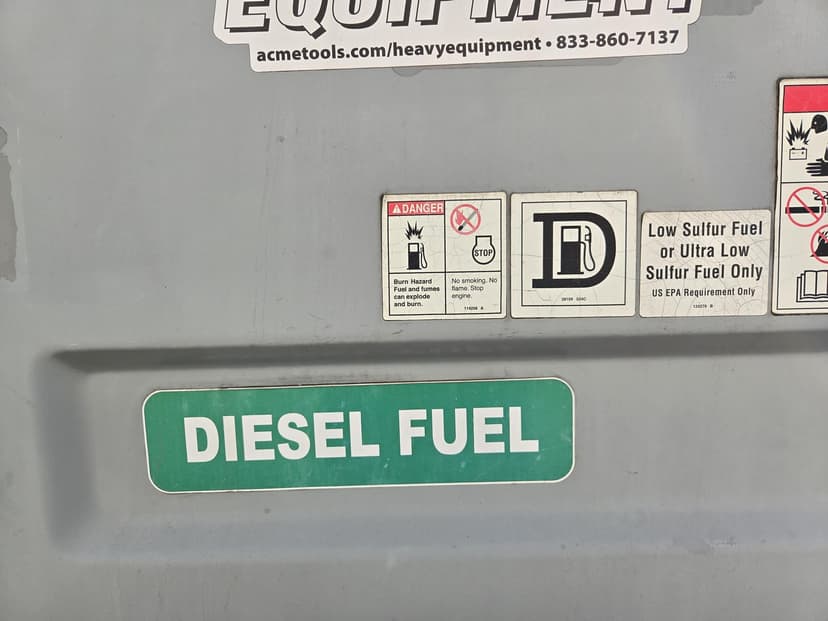 EQUIPMENT
acmetools.com/heavyequipment • 833-860-7137
DANGER
STOP
Burn Hazard
Fuel and fumes
can explode
and burn.
No smoking. No
flame. Stop
engine.
D
Low Sulfur Fuel
or Ultra Low
Sulfur Fuel Only
US EPA Requirement Only
DIESEL FUEL